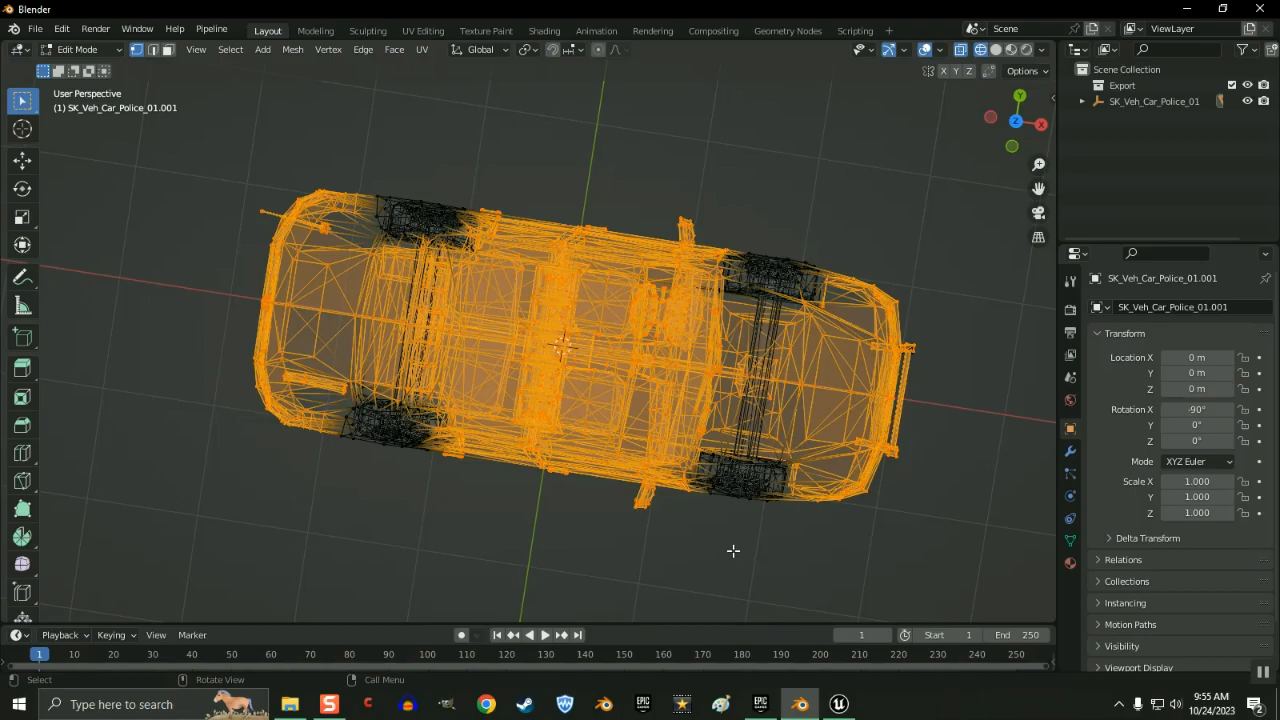 Blender
File Edit Render Window Help Pipeline
Layout Modeling Sculpting UV Editing Texture Paint Shading Animation Rendering Compositing Geometry Nodes Scripting +
Scene
ViewLayer
Edit Mode View Select Add Mesh Vertex Edge Face UV Global
X Y Z Options
User Perspective
(1) SK_Veh_Car_Police_01.001
Y
Z
X
Scene Collection
Export
SK_Veh_Car_Police_01
SK_Veh_Car_Police_01.001
SK_Veh_Car_Police_01.001
Transform
Location X 0 m
Y 0 m
Z 0 m
Rotation X -90°
Y 0°
Z 0°
Mode XYZ Euler
Scale X 1.000
Y 1.000
Z 1.000
Delta Transform
Relations
Collections
Instancing
Motion Paths
Visibility
Viewport Display
Playback Keying View Marker
1 Start 1 End 250
1 10 20 30 40 50 60 70 80 90 100 110 120 130 140 150 160 170 180 190 200 210 220 230 240 250
Select Rotate View Call Menu
Type here to search
EPIC GAMES
EPIC GAMES
9:55 AM
10/24/2023